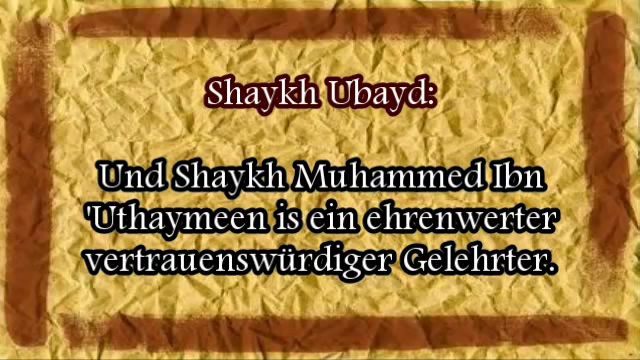 Shaykh Ubayd:
Und Shaykh Muhammed Ibn
'Uthaymeen is ein ehrenwerter
vertrauenswürdiger Gelehrter.